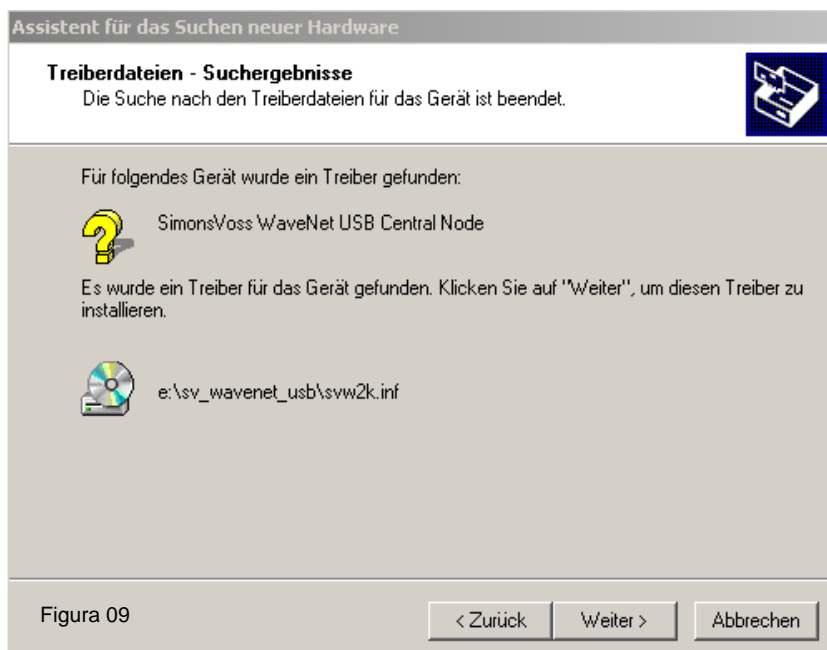 Assistent für das Suchen neuer Hardware
Treiberdateien - Suchergebnisse
Die Suche nach den Treiberdateien für das Gerät ist beendet.
Für folgendes Gerät wurde ein Treiber gefunden:
SimonsVoss WaveNet USB Central Node
Es wurde ein Treiber für das Gerät gefunden. Klicken Sie auf "Weiter", um diesen Treiber zu
installieren.
e:\sv_wavenet_usb\svw2k.inf
Figura 09
< Zurück
Weiter >
Abbrechen